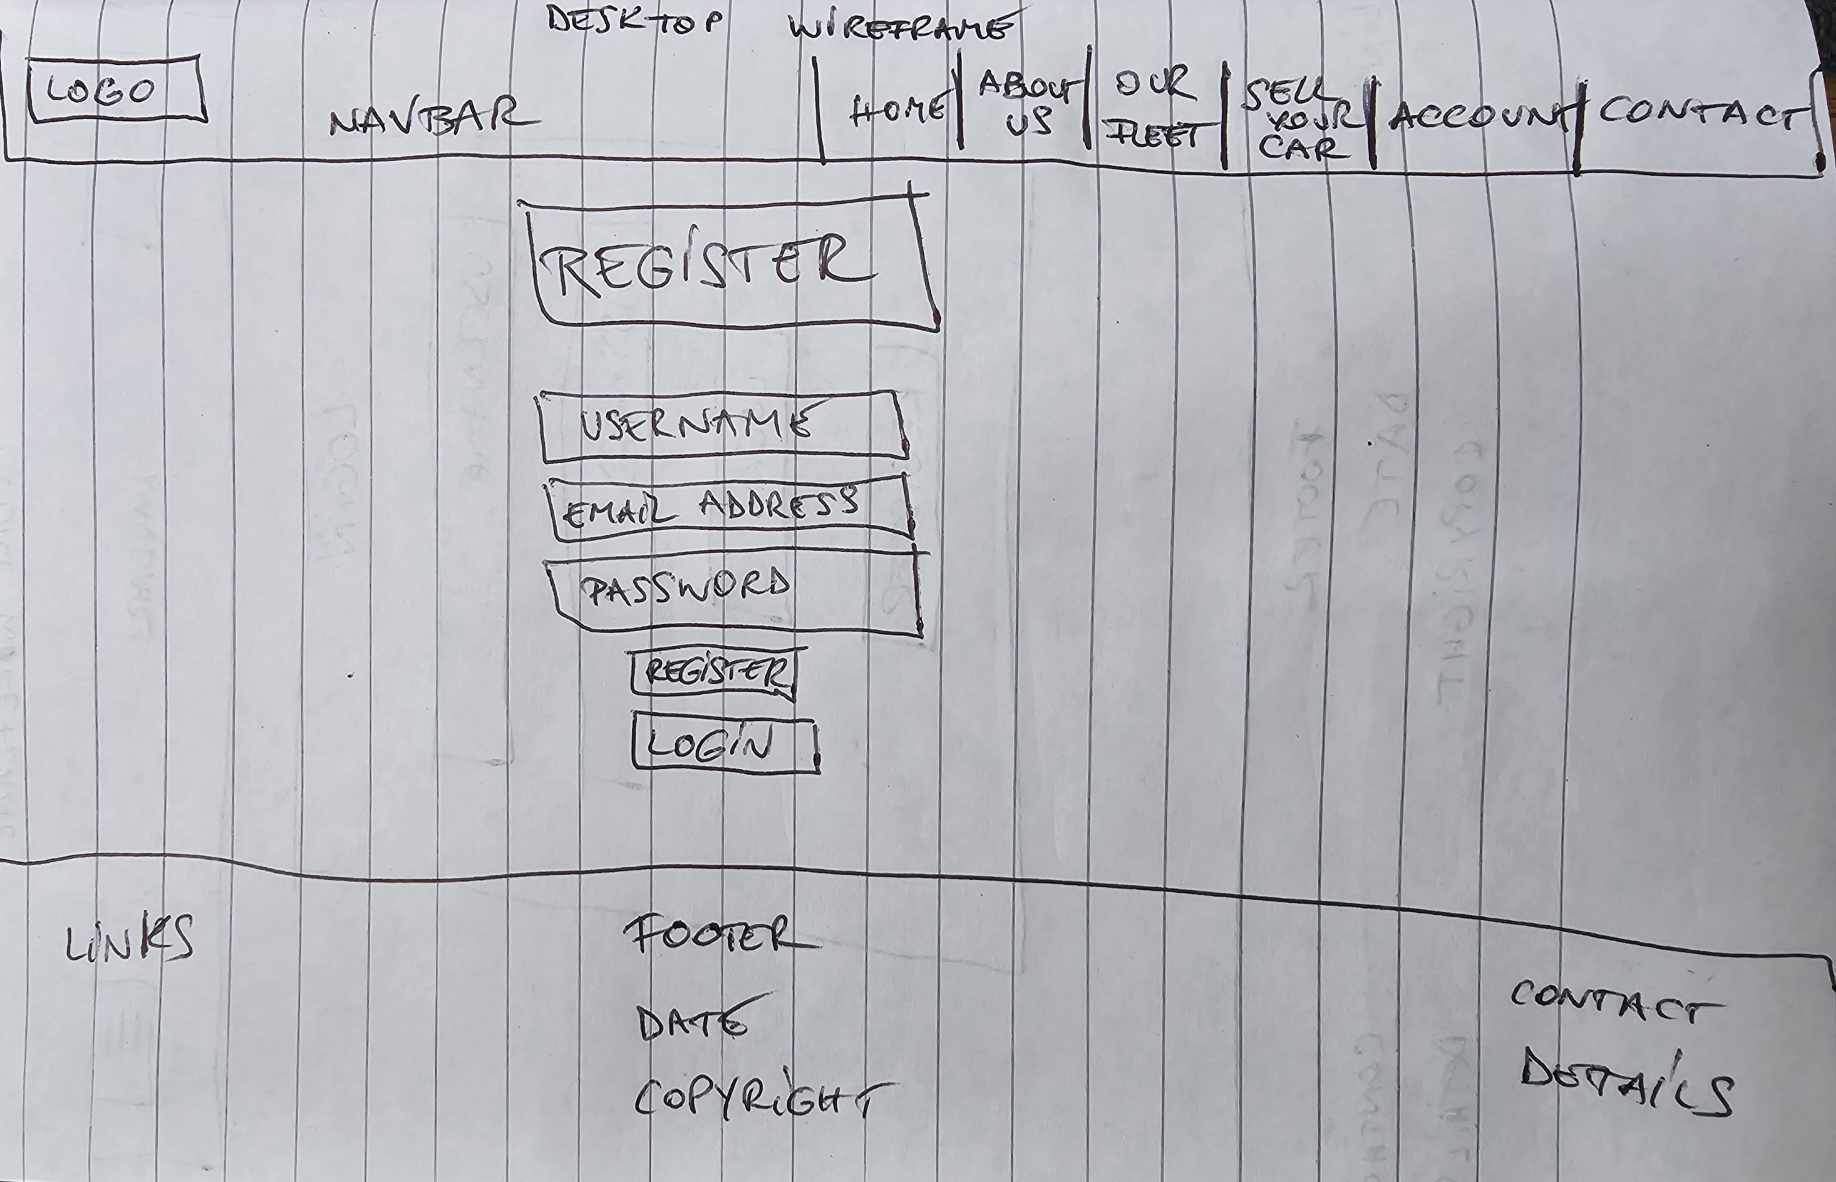 DESKTOP WIREFRAME
LOGO
NAVBAR
HOME
ABOUT
US
OUR
FLEET
SELL
YOUR
CAR
ACCOUNT
CONTACT
REGISTER
USERNAME
EMAIL ADDRESS
PASSWORD
REGISTER
LOGIN
LINKS
FOOTER
DATE
COPYRIGHT
CONTACT
DETAILS